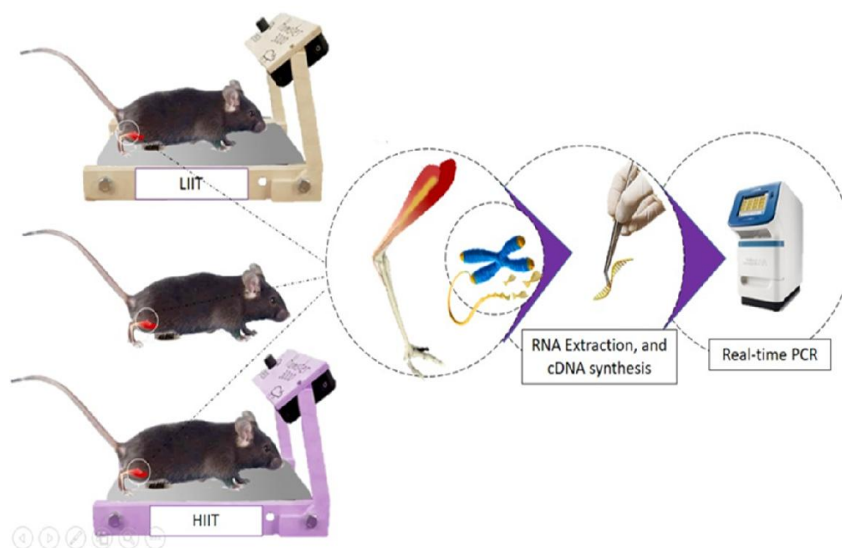 LIIT
RNA Extraction, and
cDNA synthesis
Real-time PCR
HIIT